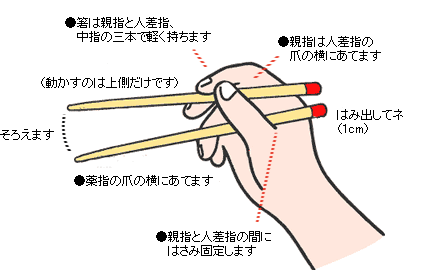 ●箸は親指と人差指、
中指の三本で軽く持ちます
●親指は人差指の
爪の横にあてます
(動かすのは上側だけです)
はみ出してネ
(1cm)
そろえます
●薬指の爪の横にあてます
●親指と人差指の間に
はさみ固定します